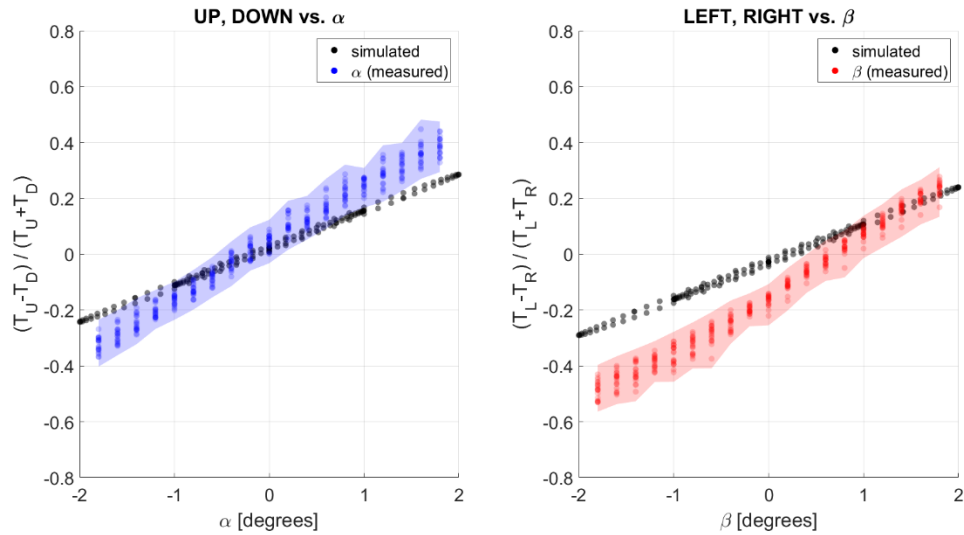 UP, DOWN vs. α
simulated
α (measured)
0.8
0.6
0.4
0.2
0
-0.2
-0.4
-0.6
-0.8
(T_U-T_D) / (T_U+T_D)
-2
-1
0
1
2
α [degrees]
LEFT, RIGHT vs. β
simulated
β (measured)
0.8
0.6
0.4
0.2
0
-0.2
-0.4
-0.6
-0.8
(T_L-T_R) / (T_L+T_R)
-2
-1
0
1
2
β [degrees]